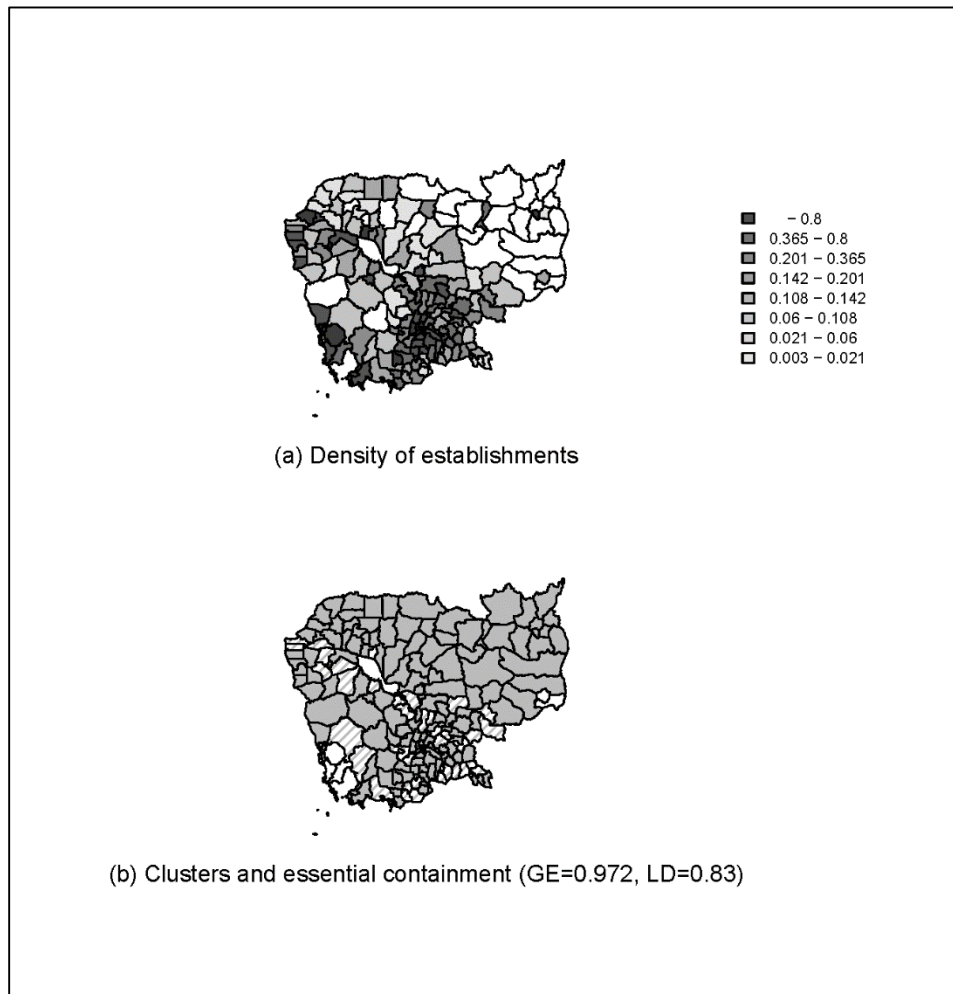 − 0.8
0.365 − 0.8
0.201 − 0.365
0.142 − 0.201
0.108 − 0.142
0.06 − 0.108
0.021 − 0.06
0.003 − 0.021
(a) Density of establishments
(b) Clusters and essential containment (GE=0.972, LD=0.83)